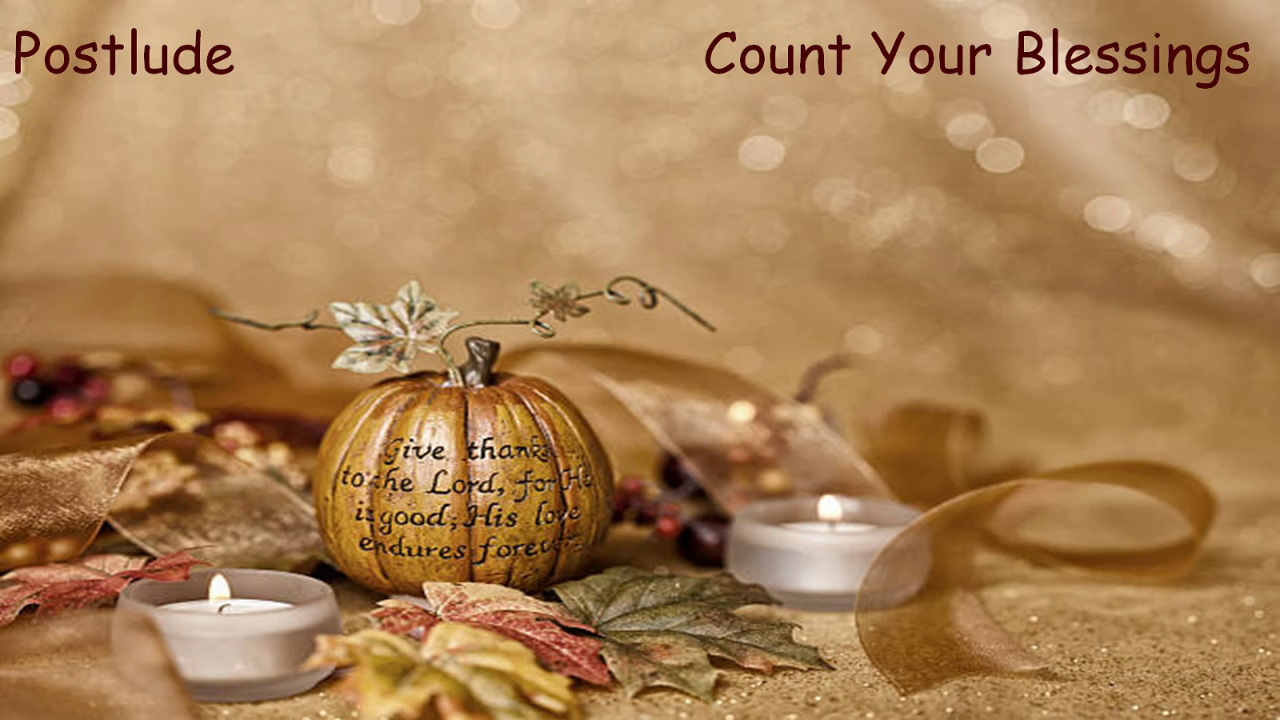 Postlude Count Your Blessings
Give thanks
to the Lord, for He
is good; His love
endures forever.